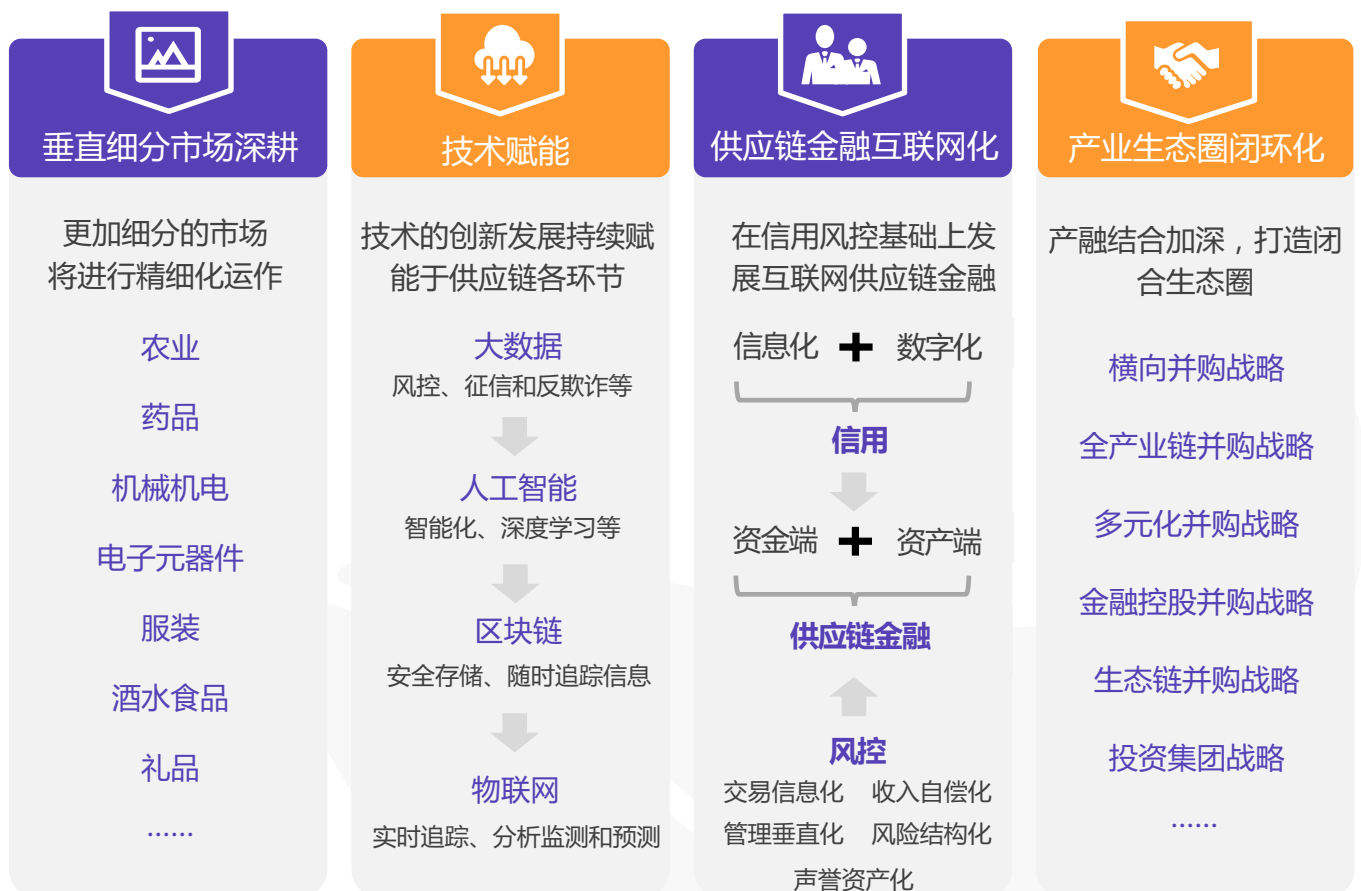 垂直细分市场深耕
更加细分的市场
将进行精细化运作
农业
药品
机械机电
电子元器件
服装
酒水食品
礼品
……
技术赋能
技术的创新发展持续赋
能于供应链各环节
大数据
风控、征信和反欺诈等
人工智能
智能化、深度学习等
区块链
安全存储、随时追踪信息
物联网
实时追踪、分析监测和预测
供应链金融互联网化
在信用风控基础上发
展互联网供应链金融
信息化 + 数字化
信用
资金端 + 资产端
供应链金融
风控
交易信息化 收入自偿化
管理垂直化 风险结构化
声誉资产化
产业生态圈闭环化
产融结合加深，打造闭
合生态圈
横向并购战略
全产业链并购战略
多元化并购战略
金融控股并购战略
生态链并购战略
投资集团战略
……